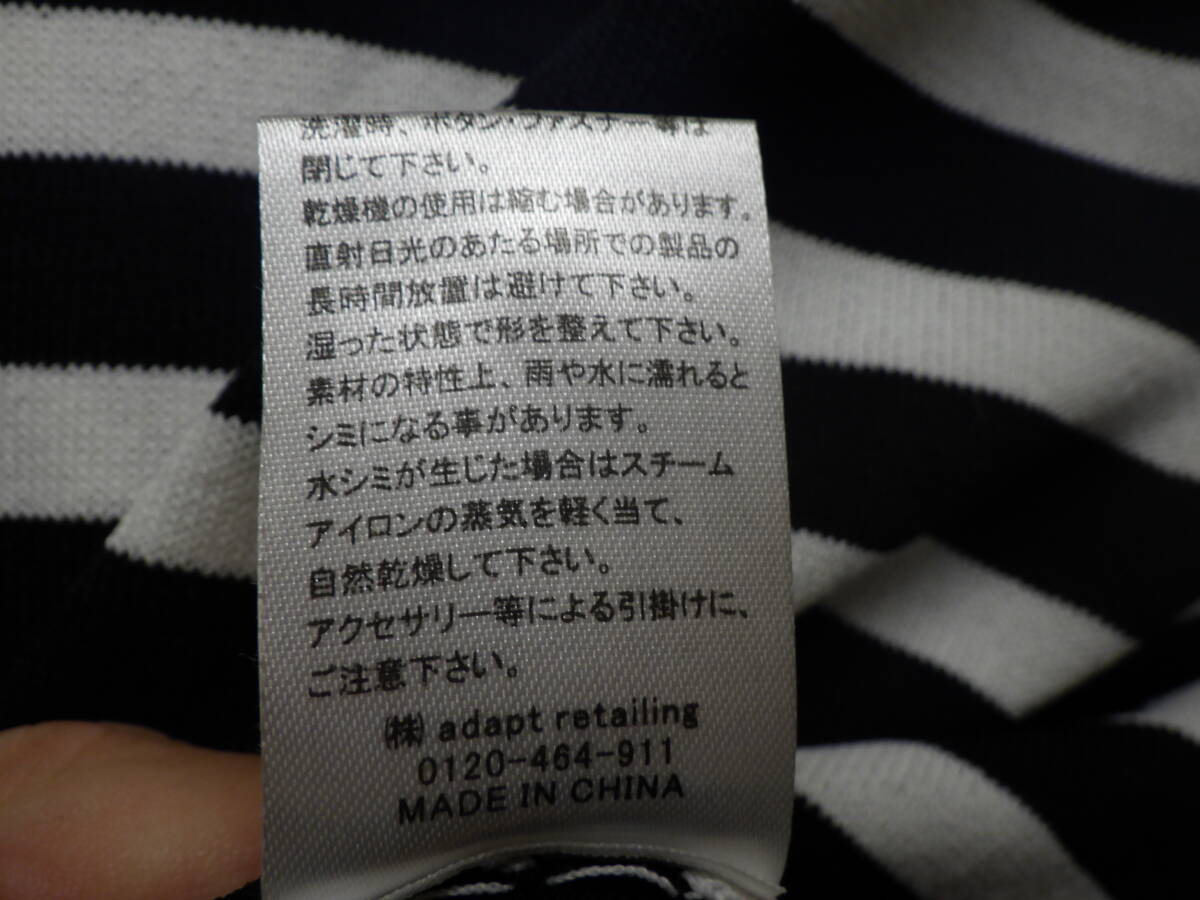 洗濯時、ボタン・ファスナー等は
閉じて下さい。
乾燥機の使用は縮む場合があります。
直射日光のあたる場所での製品の
長時間放置は避けて下さい。
湿った状態で形を整えて下さい。
素材の特性上、雨や水に濡れると
シミになる事があります。
水シミが生じた場合はスチーム
アイロンの蒸気を軽く当て、
自然乾燥して下さい。
アクセサリー等による引掛けに、
ご注意下さい。
㈱ adapt retailing
0120-464-911
MADE IN CHINA